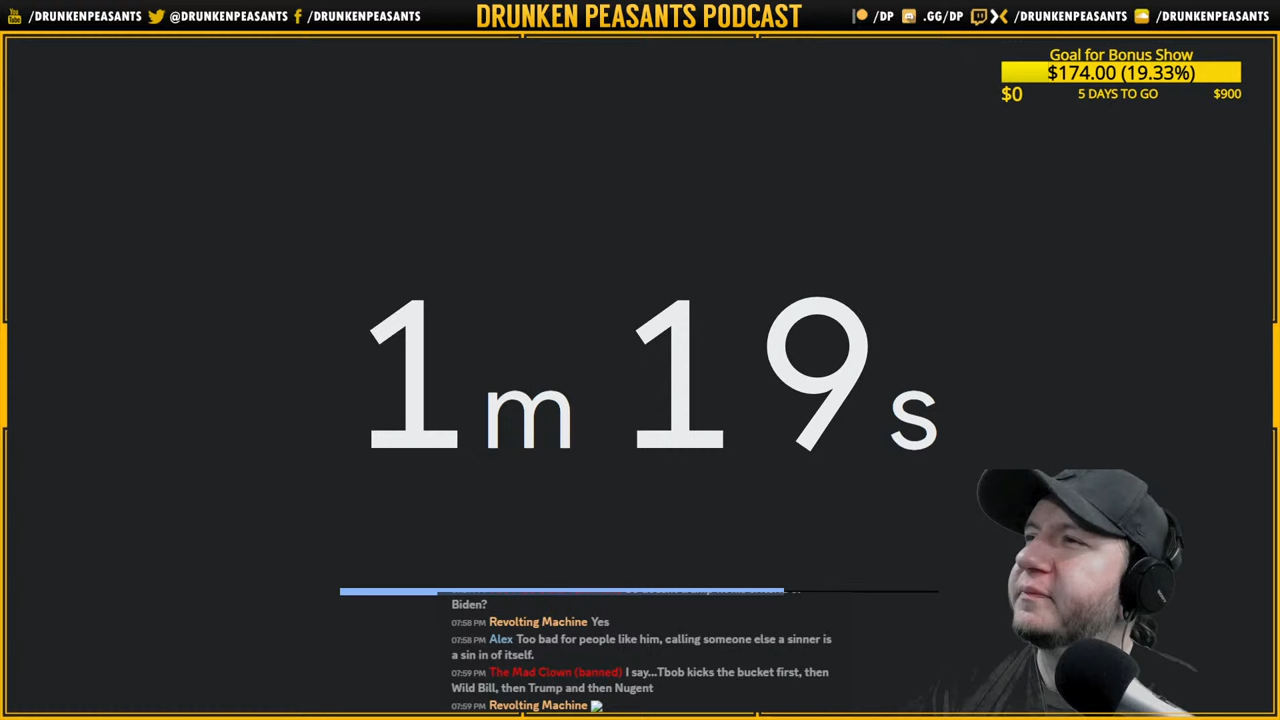 You Tube /DRUNKENPEASANTS @DRUNKENPEASANTS /DRUNKENPEASANTS DRUNKEN PEASANTS PODCAST /DP .GG/DP /DRUNKENPEASANTS /DRUNKENPEASANTS
Goal for Bonus Show
$174.00 (19.33%)
$0 5 DAYS TO GO $900
1m 19s
Biden?
07:58 PM Revolting Machine Yes
07:58 PM Alex Too bad for people like him, calling someone else a sinner is
a sin in of itself.
07:59 PM The Mad Clown (banned) I say...Tbob kicks the bucket first, then
Wild Bill, then Trump and then Nugent
07:59 PM Revolting Machine